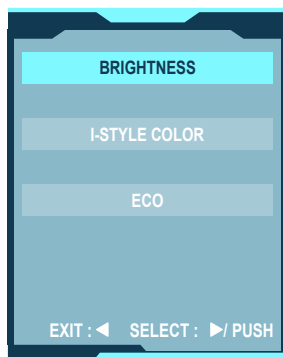 BRIGHTNESS
I-STYLE COLOR
ECO
EXIT : ◀ SELECT : ▶/ PUSH